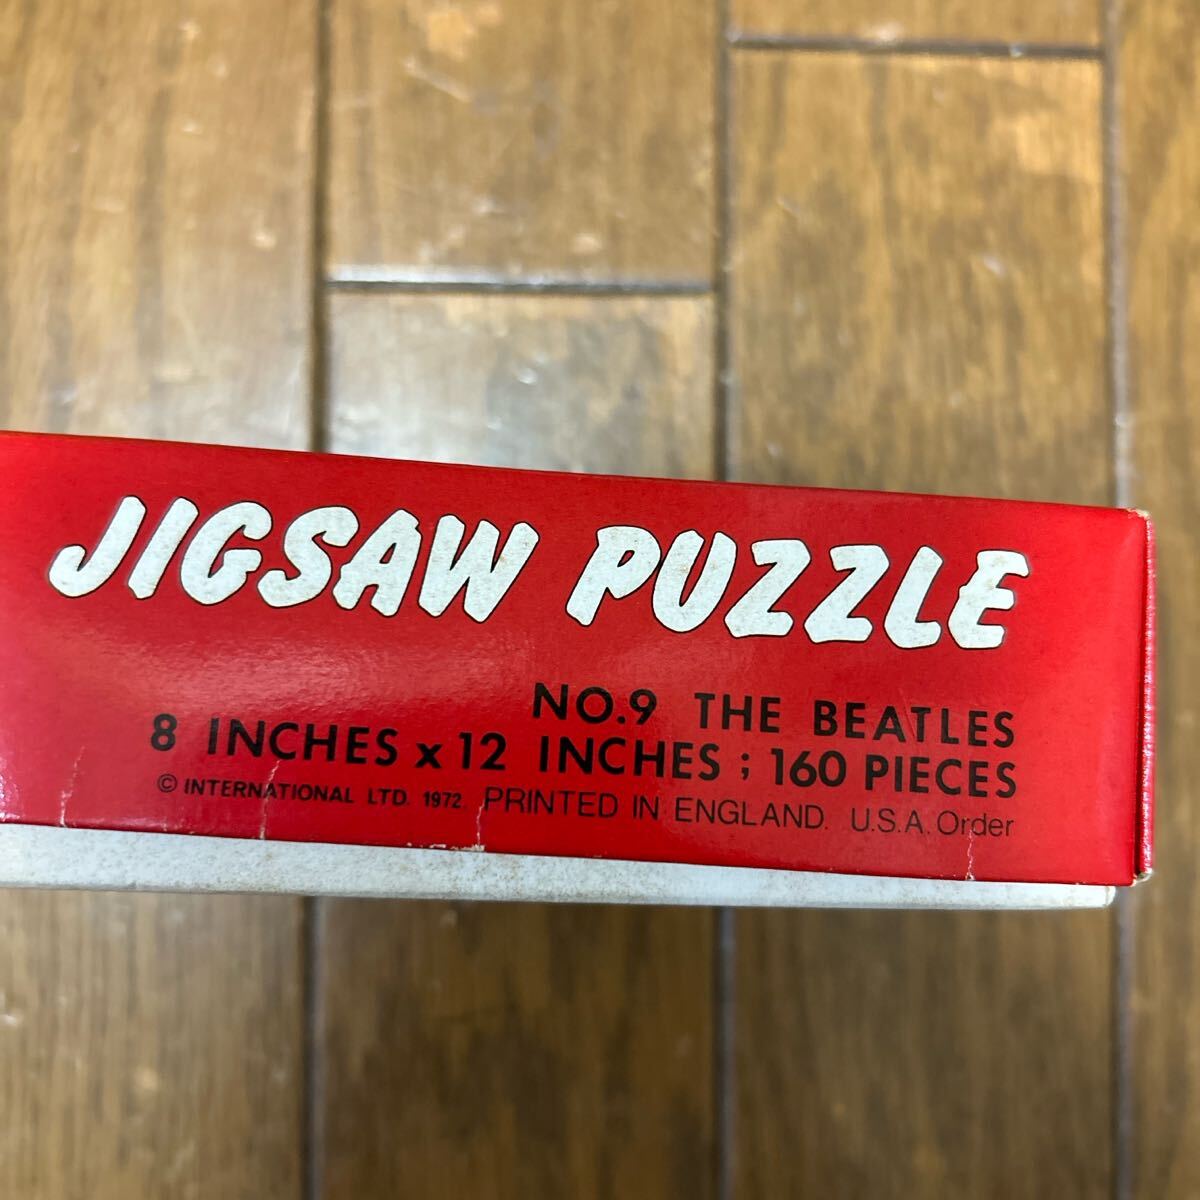 JIGSAW PUZZLE
NO.9 THE BEATLES
8 INCHES x 12 INCHES ; 160 PIECES
© INTERNATIONAL LTD. 1972. PRINTED IN ENGLAND. U.S.A. Order